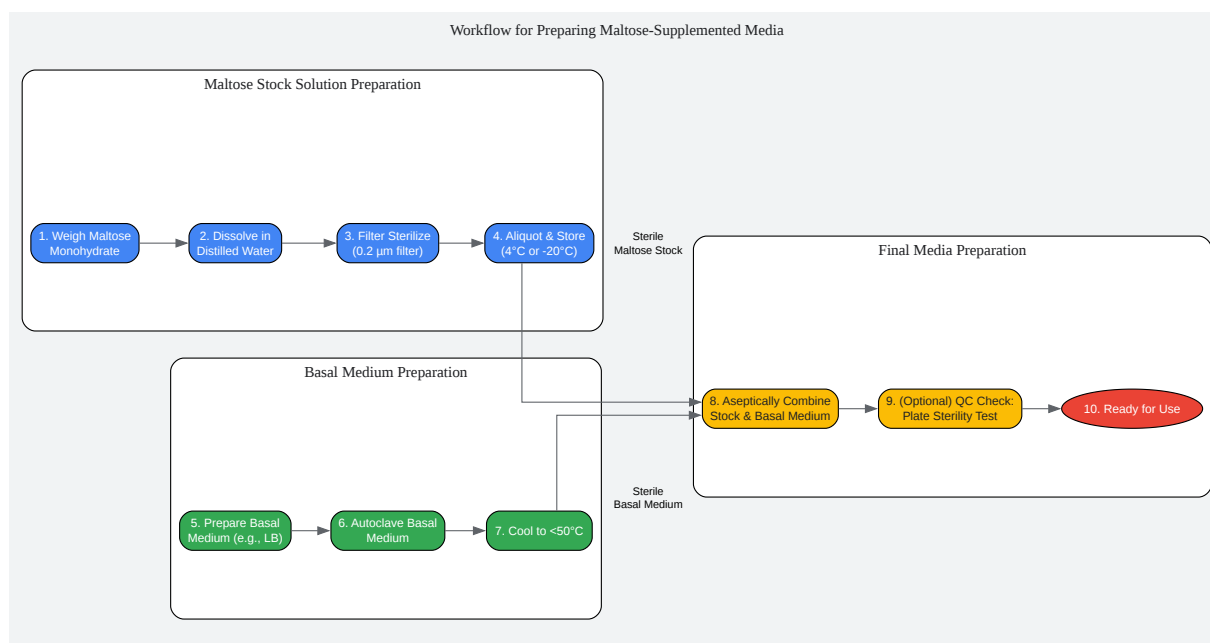 Workflow for Preparing Maltose-Supplemented Media
Maltose Stock Solution Preparation
1. Weigh Maltose
Monohydrate
2. Dissolve in
Distilled Water
3. Filter Sterilize
(0.2 µm filter)
4. Aliquot & Store
(4°C or -20°C)
Sterile
Maltose Stock
Basal Medium Preparation
5. Prepare Basal
Medium (e.g., LB)
6. Autoclave Basal
Medium
7. Cool to <50°C
Sterile
Basal Medium
Final Media Preparation
8. Aseptically Combine
Stock & Basal Medium
9. (Optional) QC Check:
Plate Sterility Test
10. Ready for Use